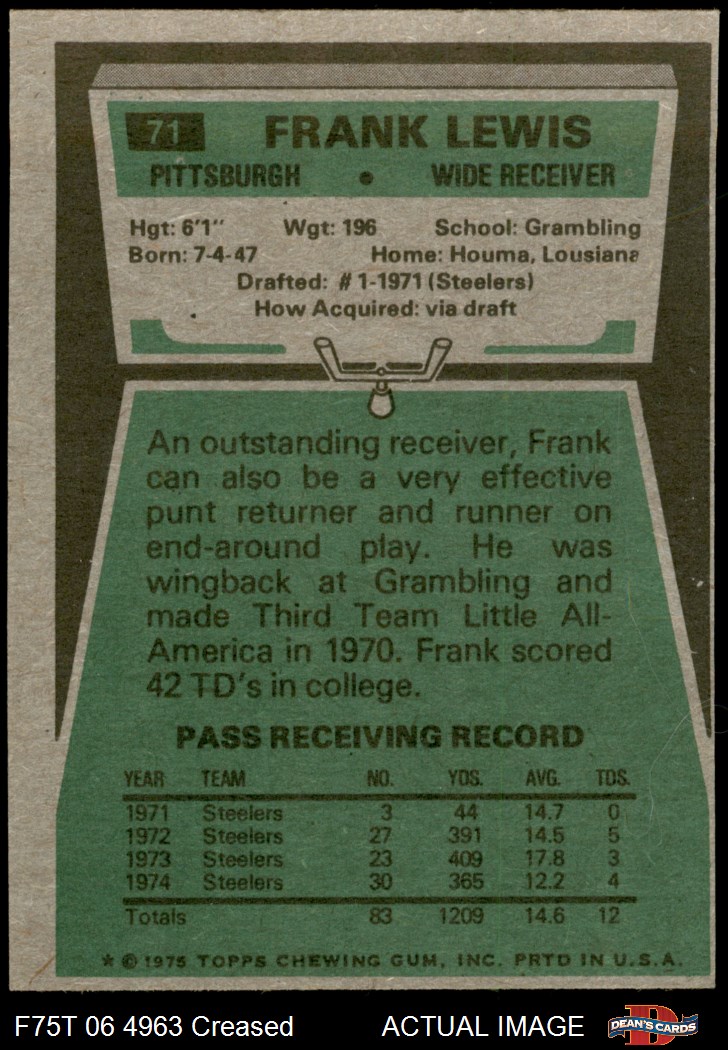 71 FRANK LEWIS
PITTSBURGH • WIDE RECEIVER
Hgt: 6'1" Wgt: 196 School: Grambling
Born: 7-4-47 Home: Houma, Lousiana
Drafted: #1-1971 (Steelers)
How Acquired: via draft
An outstanding receiver, Frank
can also be a very effective
punt returner and runner on
end-around play. He was
wingback at Grambling and
made Third Team Little All-
America in 1970. Frank scored
42 TD's in college.
PASS RECEIVING RECORD
YEAR TEAM NO. YDS. AVG. TDS.
1971 Steelers 3 44 14.7 0
1972 Steelers 27 391 14.5 5
1973 Steelers 23 409 17.8 3
1974 Steelers 30 365 12.2 4
Totals 83 1209 14.6 12
* © 1975 TOPPS CHEWING GUM, INC. PRTD IN U.S.A.
F75T 06 4963 Creased ACTUAL IMAGE DEAN'S CARDS